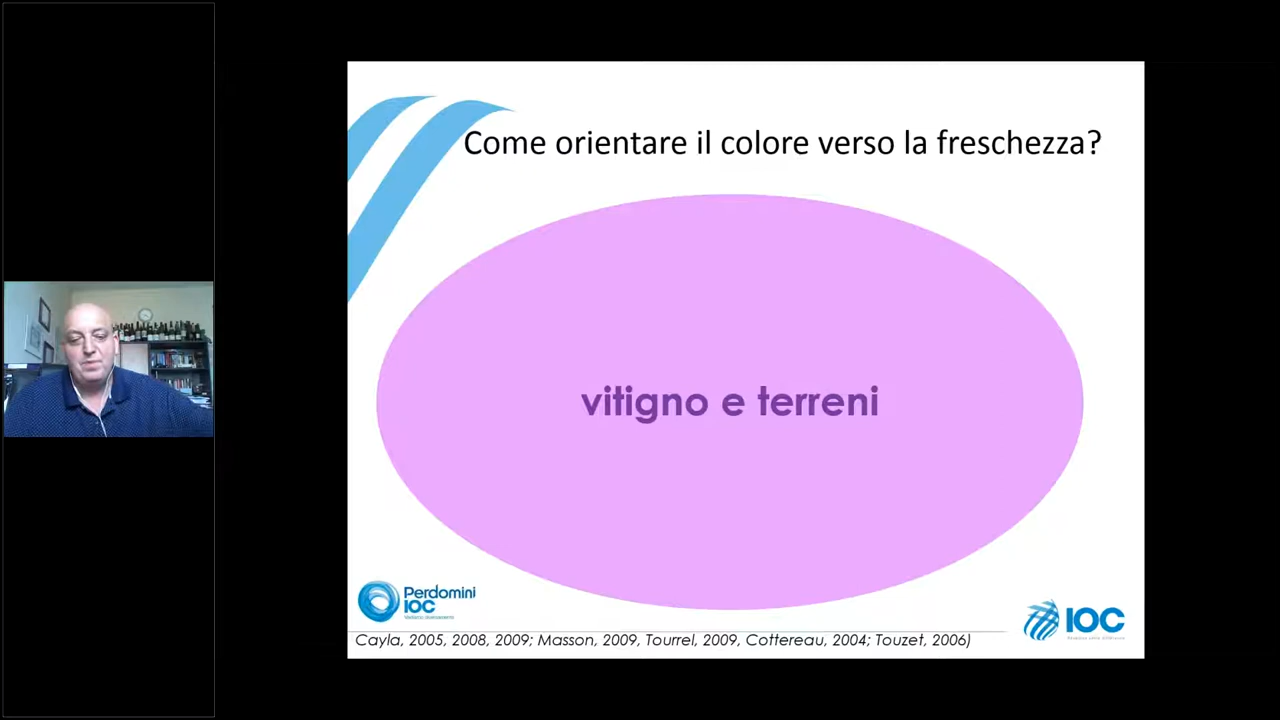 Come orientare il colore verso la freschezza?
vitigno e terreni
Perdomini
IOC
IOC
Cayla, 2005, 2008, 2009; Masson, 2009, Tourrel, 2009, Cottereau, 2004; Touzet, 2006)